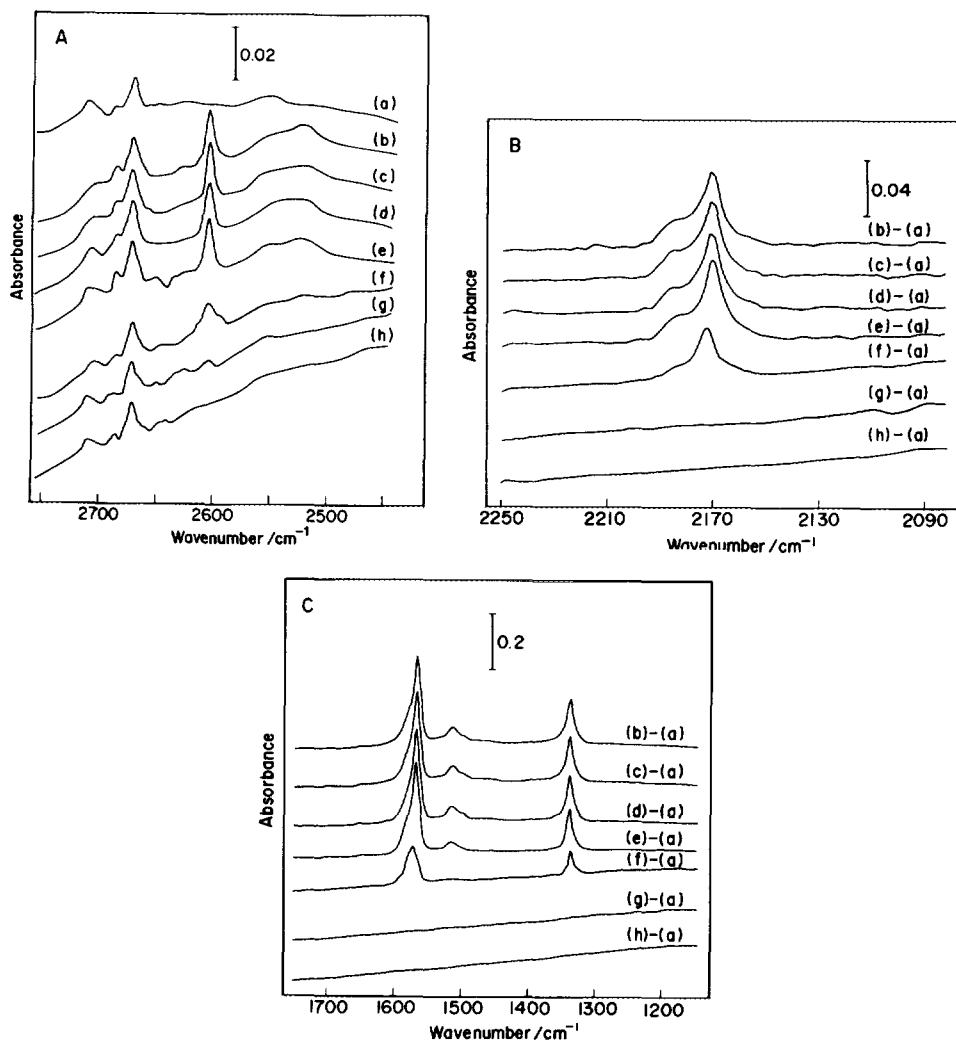 A
0.02
(a)
(b)
(c)
(d)
(e)
(f)
(g)
(h)
Absorbance
2700
2600
2500
Wavenumber /cm⁻¹
B
0.04
(b)-(a)
(c)-(a)
(d)-(a)
(e)-(a)
(f)-(a)
(g)-(a)
(h)-(a)
Absorbance
2250
2210
2170
2130
2090
Wavenumber /cm⁻¹
C
0.2
(b)-(a)
(c)-(a)
(d)-(a)
(e)-(a)
(f)-(a)
(g)-(a)
(h)-(a)
Absorbance
1700
1600
1500
1400
1300
1200
Wavenumber /cm⁻¹